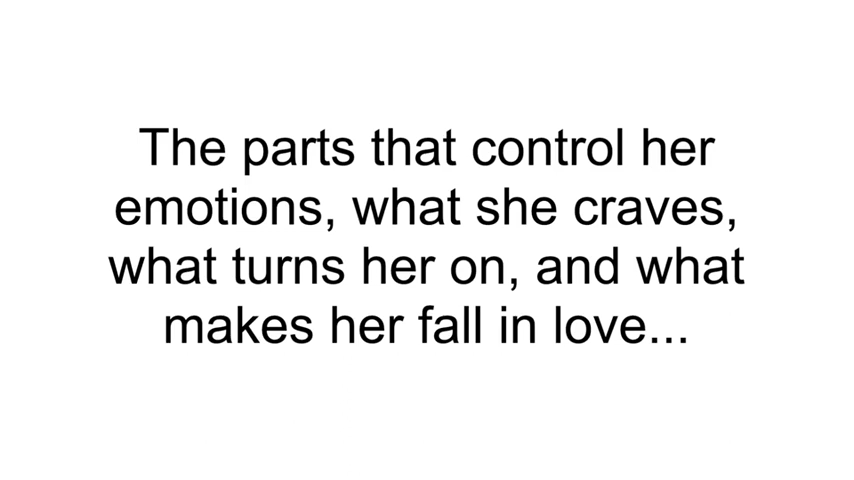 The parts that control her
emotions, what she craves,
what turns her on, and what
makes her fall in love...